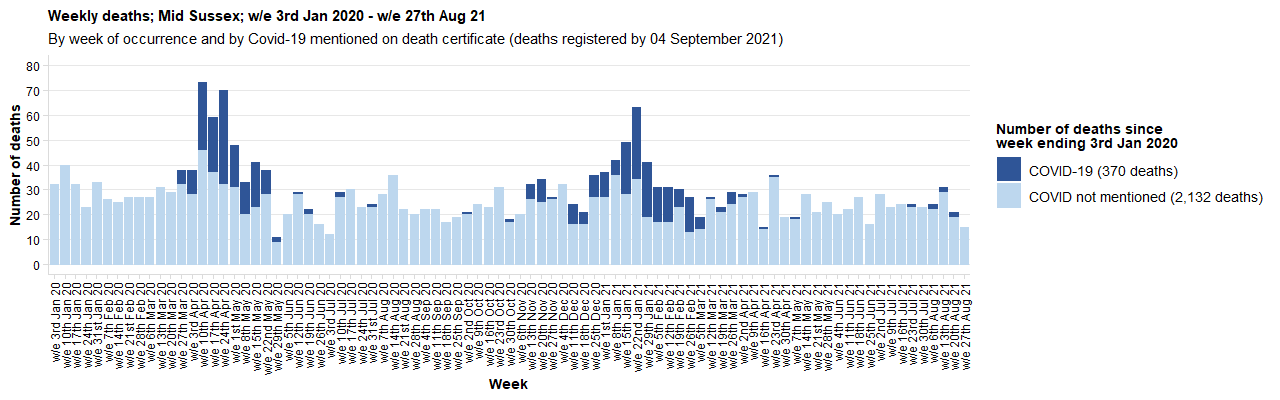 Weekly deaths; Mid Sussex; w/e 3rd Jan 2020 - w/e 27th Aug 21
By week of occurrence and by Covid-19 mentioned on death certificate (deaths registered by 04 September 2021)
Number of deaths
80
70
60
50
40
30
20
10
0
Number of deaths since
week ending 3rd Jan 2020
COVID-19 (370 deaths)
COVID not mentioned (2,132 deaths)
w/e 3rd Jan 20
w/e 10th Jan 20
w/e 17th Jan 20
w/e 24th Jan 20
w/e 31st Jan 20
w/e 7th Feb 20
w/e 14th Feb 20
w/e 21st Feb 20
w/e 28th Feb 20
w/e 6th Mar 20
w/e 13th Mar 20
w/e 20th Mar 20
w/e 27th Mar 20
w/e 3rd Apr 20
w/e 10th Apr 20
w/e 17th Apr 20
w/e 24th Apr 20
w/e 1st May 20
w/e 8th May 20
w/e 15th May 20
w/e 22nd May 20
w/e 29th May 20
w/e 5th Jun 20
w/e 12th Jun 20
w/e 19th Jun 20
w/e 26th Jun 20
w/e 3rd Jul 20
w/e 10th Jul 20
w/e 17th Jul 20
w/e 24th Jul 20
w/e 31st Jul 20
w/e 7th Aug 20
w/e 14th Aug 20
w/e 21st Aug 20
w/e 28th Aug 20
w/e 4th Sep 20
w/e 11th Sep 20
w/e 18th Sep 20
w/e 25th Sep 20
w/e 2nd Oct 20
w/e 9th Oct 20
w/e 16th Oct 20
w/e 23rd Oct 20
w/e 30th Oct 20
w/e 6th Nov 20
w/e 13th Nov 20
w/e 20th Nov 20
w/e 27th Nov 20
w/e 4th Dec 20
w/e 11th Dec 20
w/e 18th Dec 20
w/e 25th Dec 20
w/e 1st Jan 21
w/e 8th Jan 21
w/e 15th Jan 21
w/e 22nd Jan 21
w/e 29th Jan 21
w/e 5th Feb 21
w/e 12th Feb 21
w/e 19th Feb 21
w/e 26th Feb 21
w/e 5th Mar 21
w/e 12th Mar 21
w/e 19th Mar 21
w/e 26th Mar 21
w/e 2nd Apr 21
w/e 9th Apr 21
w/e 16th Apr 21
w/e 23rd Apr 21
w/e 30th Apr 21
w/e 7th May 21
w/e 14th May 21
w/e 21st May 21
w/e 28th May 21
w/e 4th Jun 21
w/e 11th Jun 21
w/e 18th Jun 21
w/e 25th Jun 21
w/e 2nd Jul 21
w/e 9th Jul 21
w/e 16th Jul 21
w/e 23rd Jul 21
w/e 30th Jul 21
w/e 6th Aug 21
w/e 13th Aug 21
w/e 20th Aug 21
w/e 27th Aug 21
Week